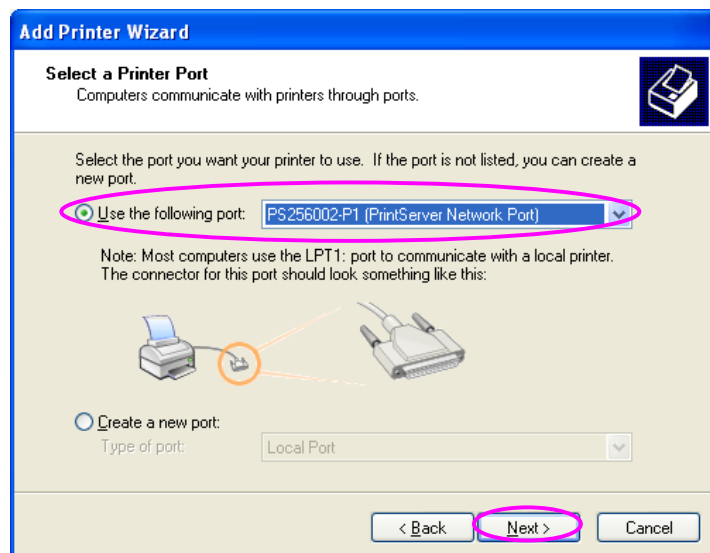 Add Printer Wizard
Select a Printer Port
Computers communicate with printers through ports.
Select the port you want your printer to use. If the port is not listed, you can create a
new port.
Use the following port: PS256002-P1 (PrintServer Network Port)
Note: Most computers use the LPT1: port to communicate with a local printer.
The connector for this port should look something like this:
Create a new port:
Type of port: Local Port
< Back Next > Cancel